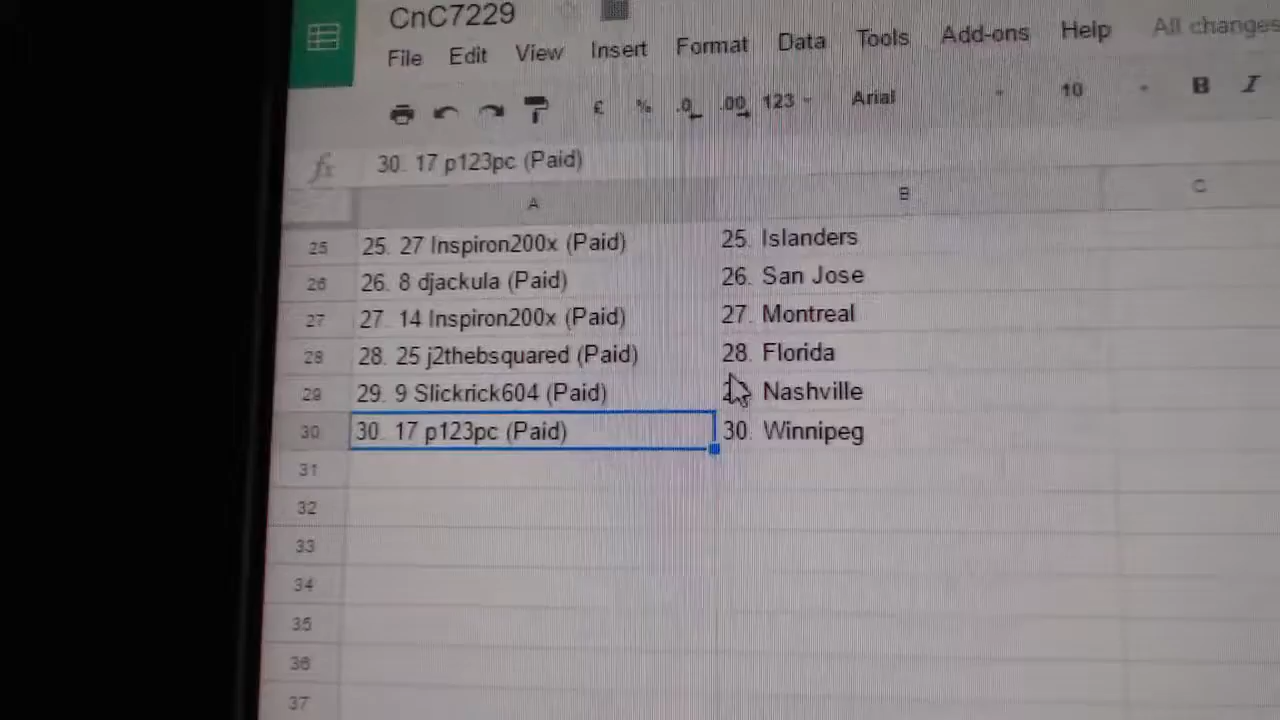 CnC7229
File Edit View Insert Format Data Tools Add-ons Help All changes
£ % .0 .00 123 Arial 10 B I
fx 30. 17 p123pc (Paid)
A B C
25 25. 27 Inspiron200x (Paid) 25. Islanders
26 26. 8 djackula (Paid) 26. San Jose
27 27. 14 Inspiron200x (Paid) 27. Montreal
28 28. 25 j2thebsquared (Paid) 28. Florida
29 29. 9 Slickrick604 (Paid) Nashville
30 30. 17 p123pc (Paid) 30. Winnipeg
31
32
33
34
35
36
37